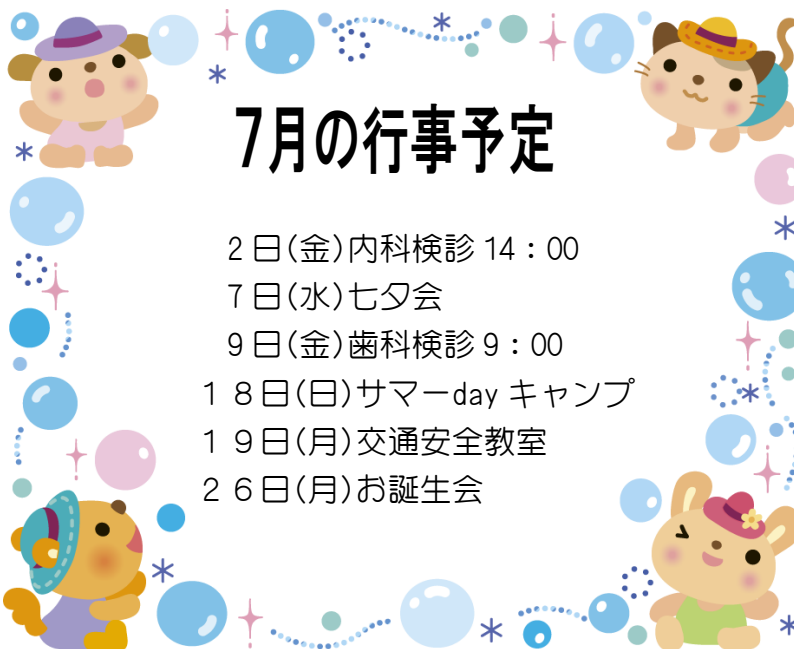 7月の行事予定
2日(金)内科検診 14：00
7日(水)七夕会
9日(金)歯科検診 9：00
１８日(日)サマーday キャンプ
１９日(月)交通安全教室
２６日(月)お誕生会